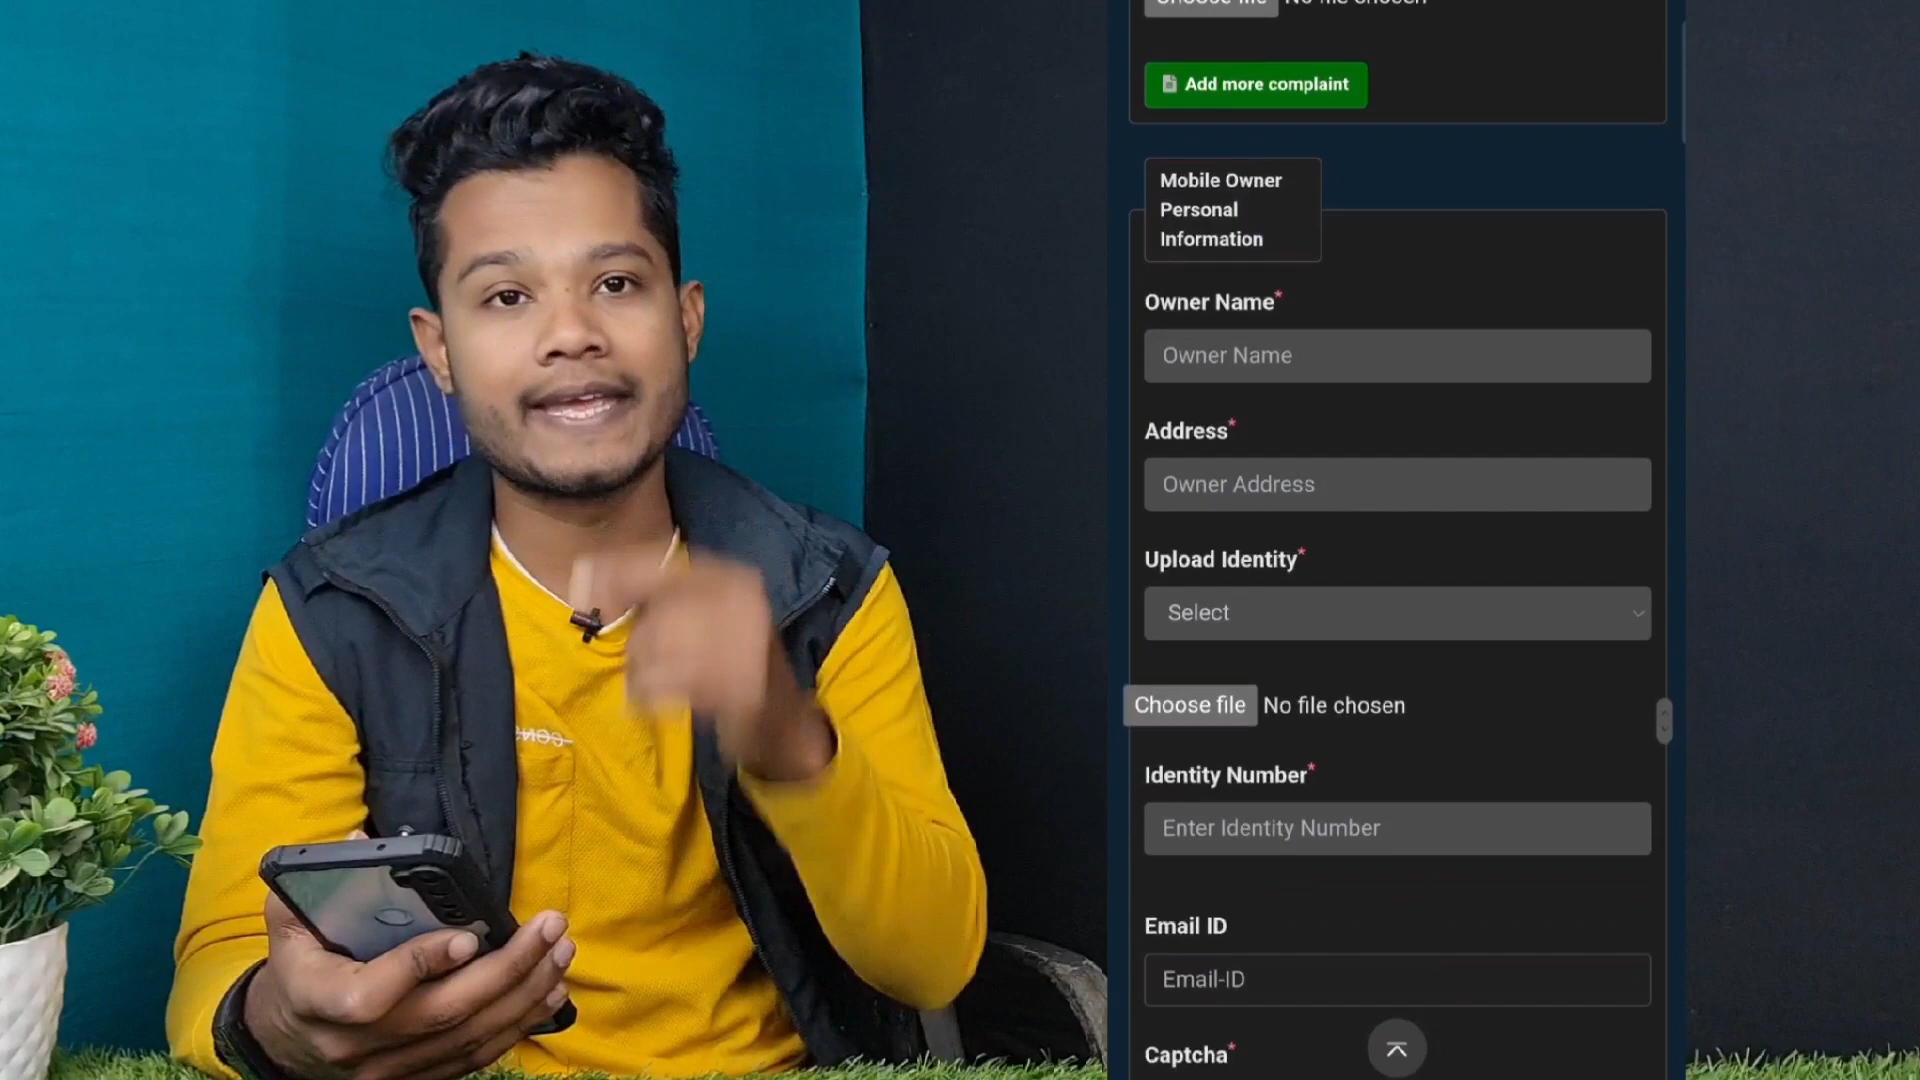 Add more complaint
Mobile Owner
Personal
Information
Owner Name*
Owner Name
Address*
Owner Address
Upload Identity*
Select
Choose file No file chosen
Identity Number*
Enter Identity Number
Email ID
Email-ID
Captcha*